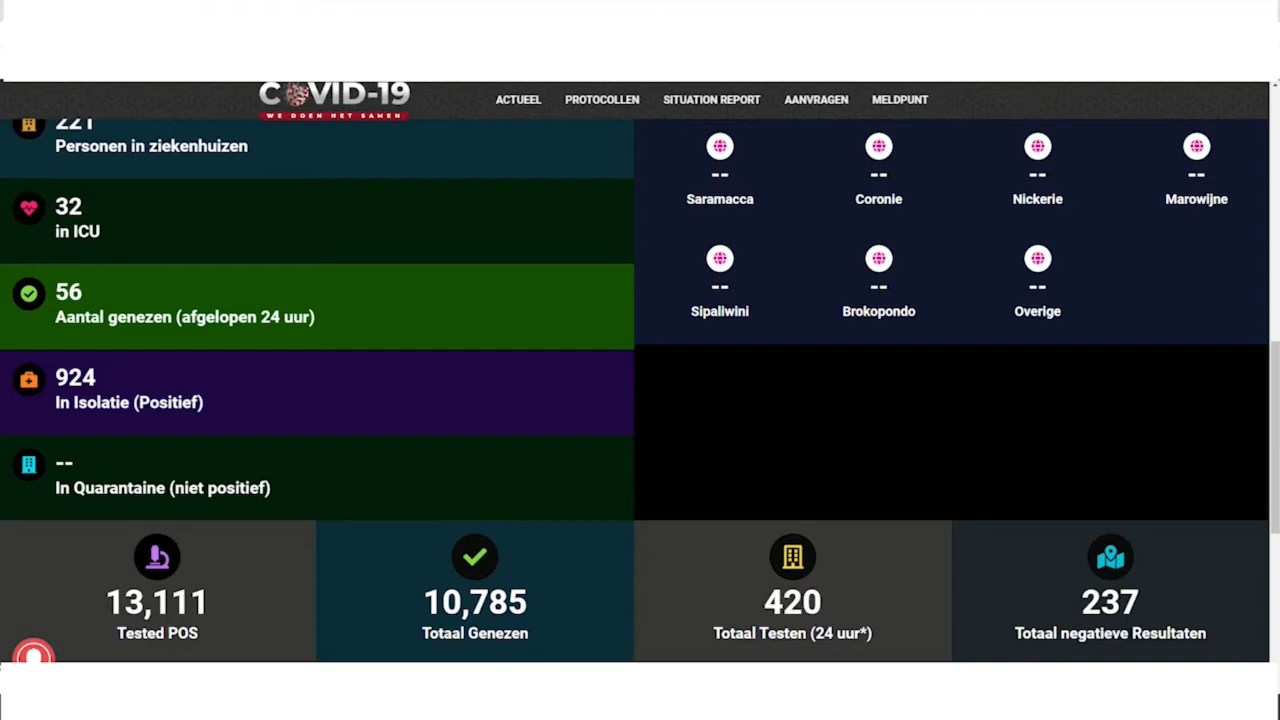 COVID-19
WE DOEN HET SAMEN
ACTUEEL PROTOCOLLEN SITUATION REPORT AANVRAGEN MELDPUNT
221
Personen in ziekenhuizen
32
in ICU
56
Aantal genezen (afgelopen 24 uur)
924
In Isolatie (Positief)
--
In Quarantaine (niet positief)
-- -- -- --
Saramacca Coronie Nickerie Marowijne
-- -- --
Sipaliwini Brokopondo Overige
13,111 10,785 420 237
Tested POS Totaal Genezen Totaal Testen (24 uur*) Totaal negatieve Resultaten